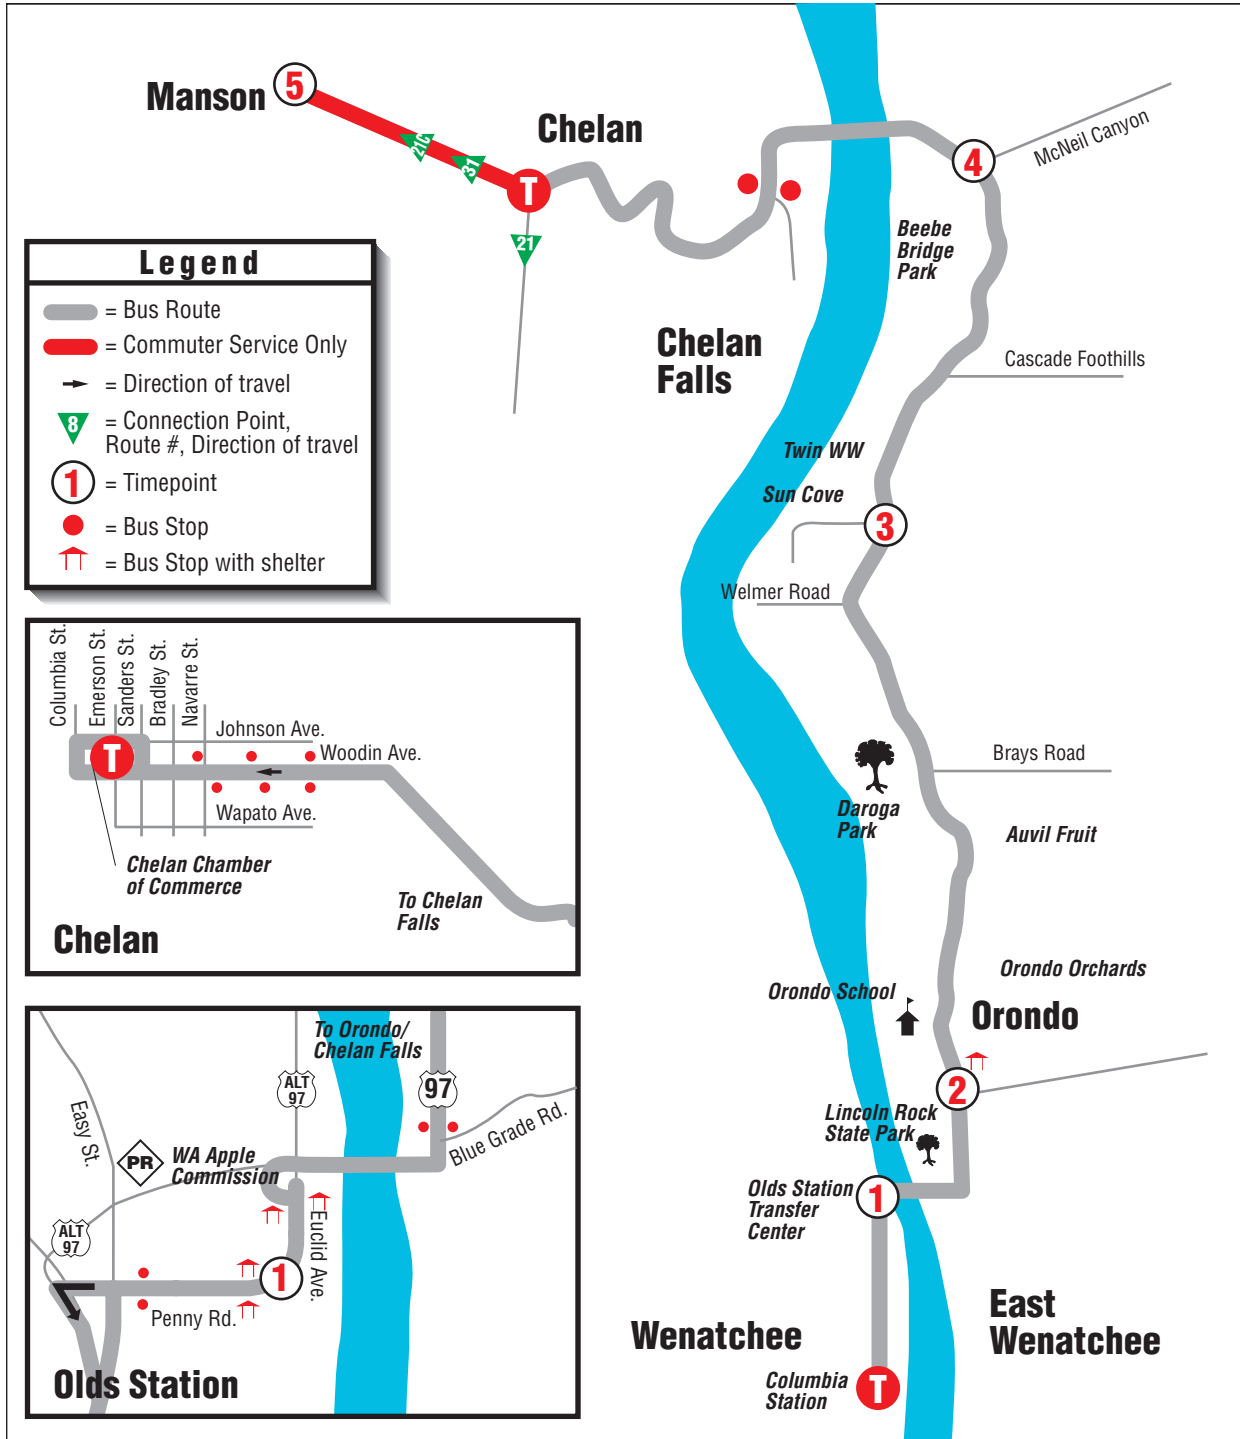 Manson
5
Chelan
21C
31
T
21
4
McNeil Canyon
Beebe
Bridge
Park
Legend
= Bus Route
= Commuter Service Only
= Direction of travel
8
= Connection Point,
Route #, Direction of travel
1
= Timepoint
= Bus Stop
= Bus Stop with shelter
Chelan
Falls
Cascade Foothills
Twin WW
Sun Cove
3
Welmer Road
Brays Road
Daroga
Park
Auvil Fruit
Orondo Orchards
Orondo School
Orondo
2
Lincoln Rock
State Park
Olds Station
Transfer
Center
1
East
Wenatchee
Wenatchee
Columbia
Station
T
Columbia St.
Emerson St.
Sanders St.
Bradley St.
Navarre St.
Johnson Ave.
Woodin Ave.
T
Wapato Ave.
Chelan Chamber
of Commerce
To Chelan
Falls
Chelan
To Orondo/
Chelan Falls
ALT
97
97
Easy St.
Blue Grade Rd.
PR
WA Apple
Commission
ALT
97
Euclid Ave.
1
Penny Rd.
Olds Station